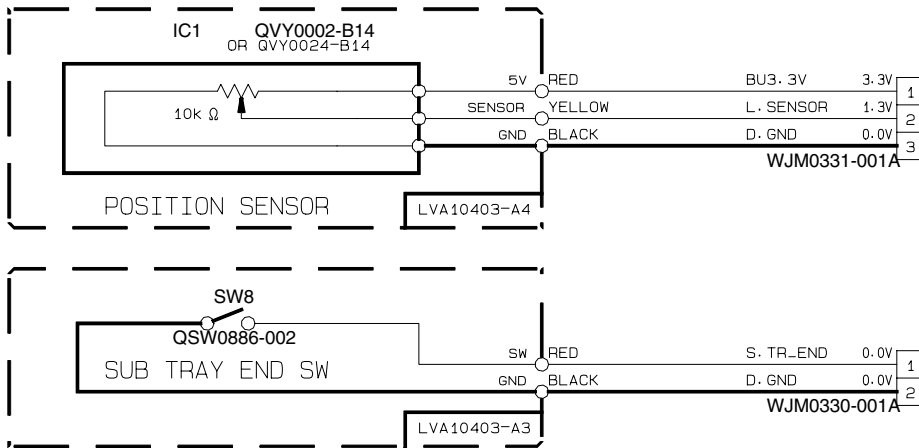 IC1 QVY0002-B14
OR QVY0024-B14
5V RED BU3.3V 3.3V 1
10k Ω SENSOR YELLOW L.SENSOR 1.3V 2
GND BLACK D.GND 0.0V 3
WJM0331-001A
POSITION SENSOR LVA10403-A4
SW8
QSW0886-002
SUB TRAY END SW SW RED S.TR_END 0.0V 1
GND BLACK D.GND 0.0V 2
WJM0330-001A
LVA10403-A3